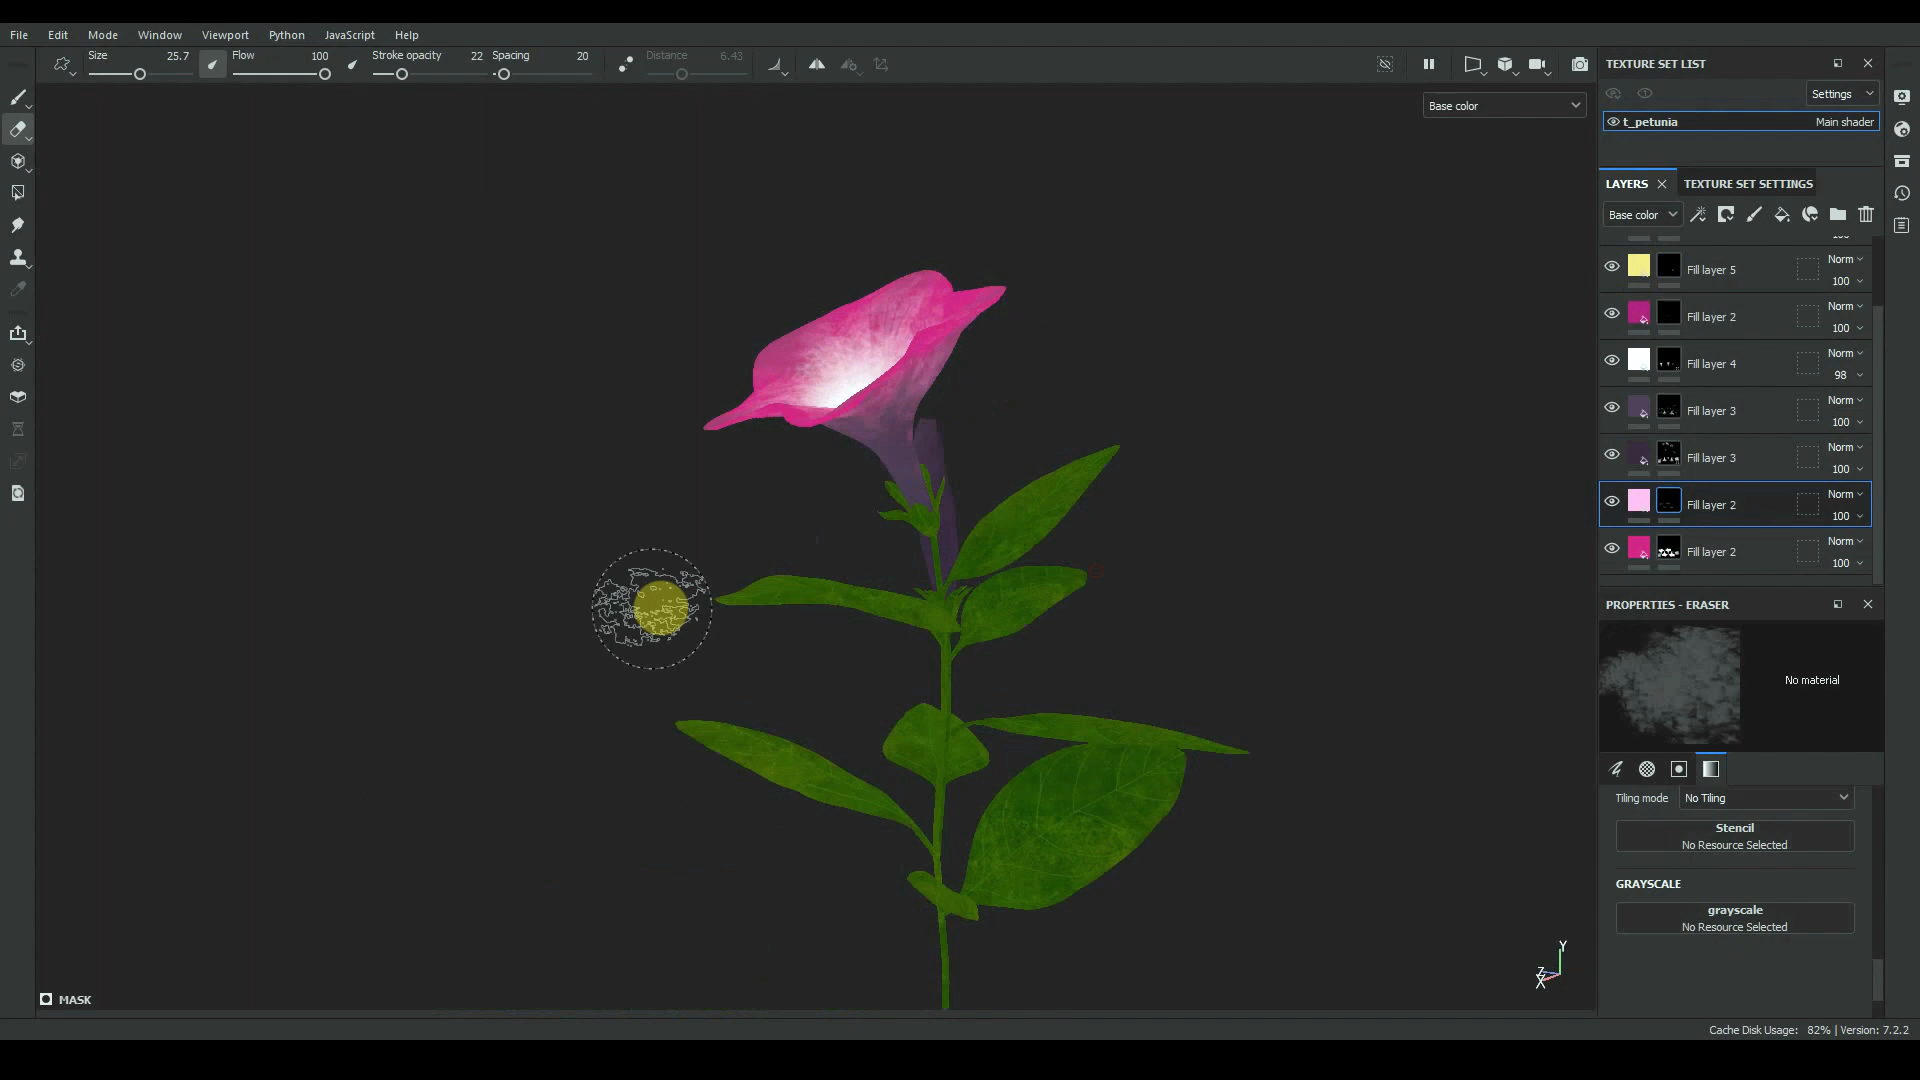 File Edit Mode Window Viewport Python JavaScript Help
Size 25.7 Flow 100 Stroke opacity 22 Spacing 20 Distance 6.43
Base color
TEXTURE SET LIST
Settings
t_petunia Main shader
LAYERS TEXTURE SET SETTINGS
Base color
Fill layer 5 Norm
100
Fill layer 2 Norm
100
Fill layer 4 Norm
98
Fill layer 3 Norm
100
Fill layer 3 Norm
100
Fill layer 2 Norm
100
Fill layer 2 Norm
100
PROPERTIES - ERASER
No material
Tiling mode No Tiling
Stencil
No Resource Selected
GRAYSCALE
grayscale
No Resource Selected
Y
Z
X
MASK
Cache Disk Usage: 82% | Version: 7.2.2